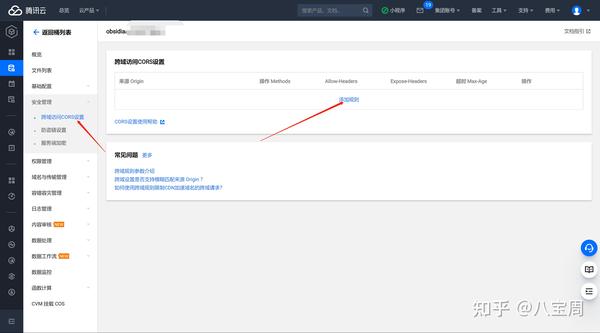 腾讯云 总览 云产品 搜索产品、文档... 小程序 19 集团账号 备案 工具 支持 费用
返回桶列表 obsidia 文档指引
概览
文件列表
基础配置
安全管理
跨域访问CORS设置
防盗链设置
服务端加密
权限管理
域名与传输管理
容错容灾管理
日志管理
内容审核 NEW
数据处理
数据工作流 NEW
数据监控
函数计算
CVM 挂载 COS
跨域访问CORS设置
来源 Origin 操作 Methods Allow-Headers Expose-Headers 超时 Max-Age 操作
添加规则
CORS设置使用帮助
常见问题 更多
跨域规则参数介绍
跨域设置是否支持模糊匹配来源 Origin？
如何使用跨域规则限制CDN加速域名的跨域请求?
知乎 @八宝周